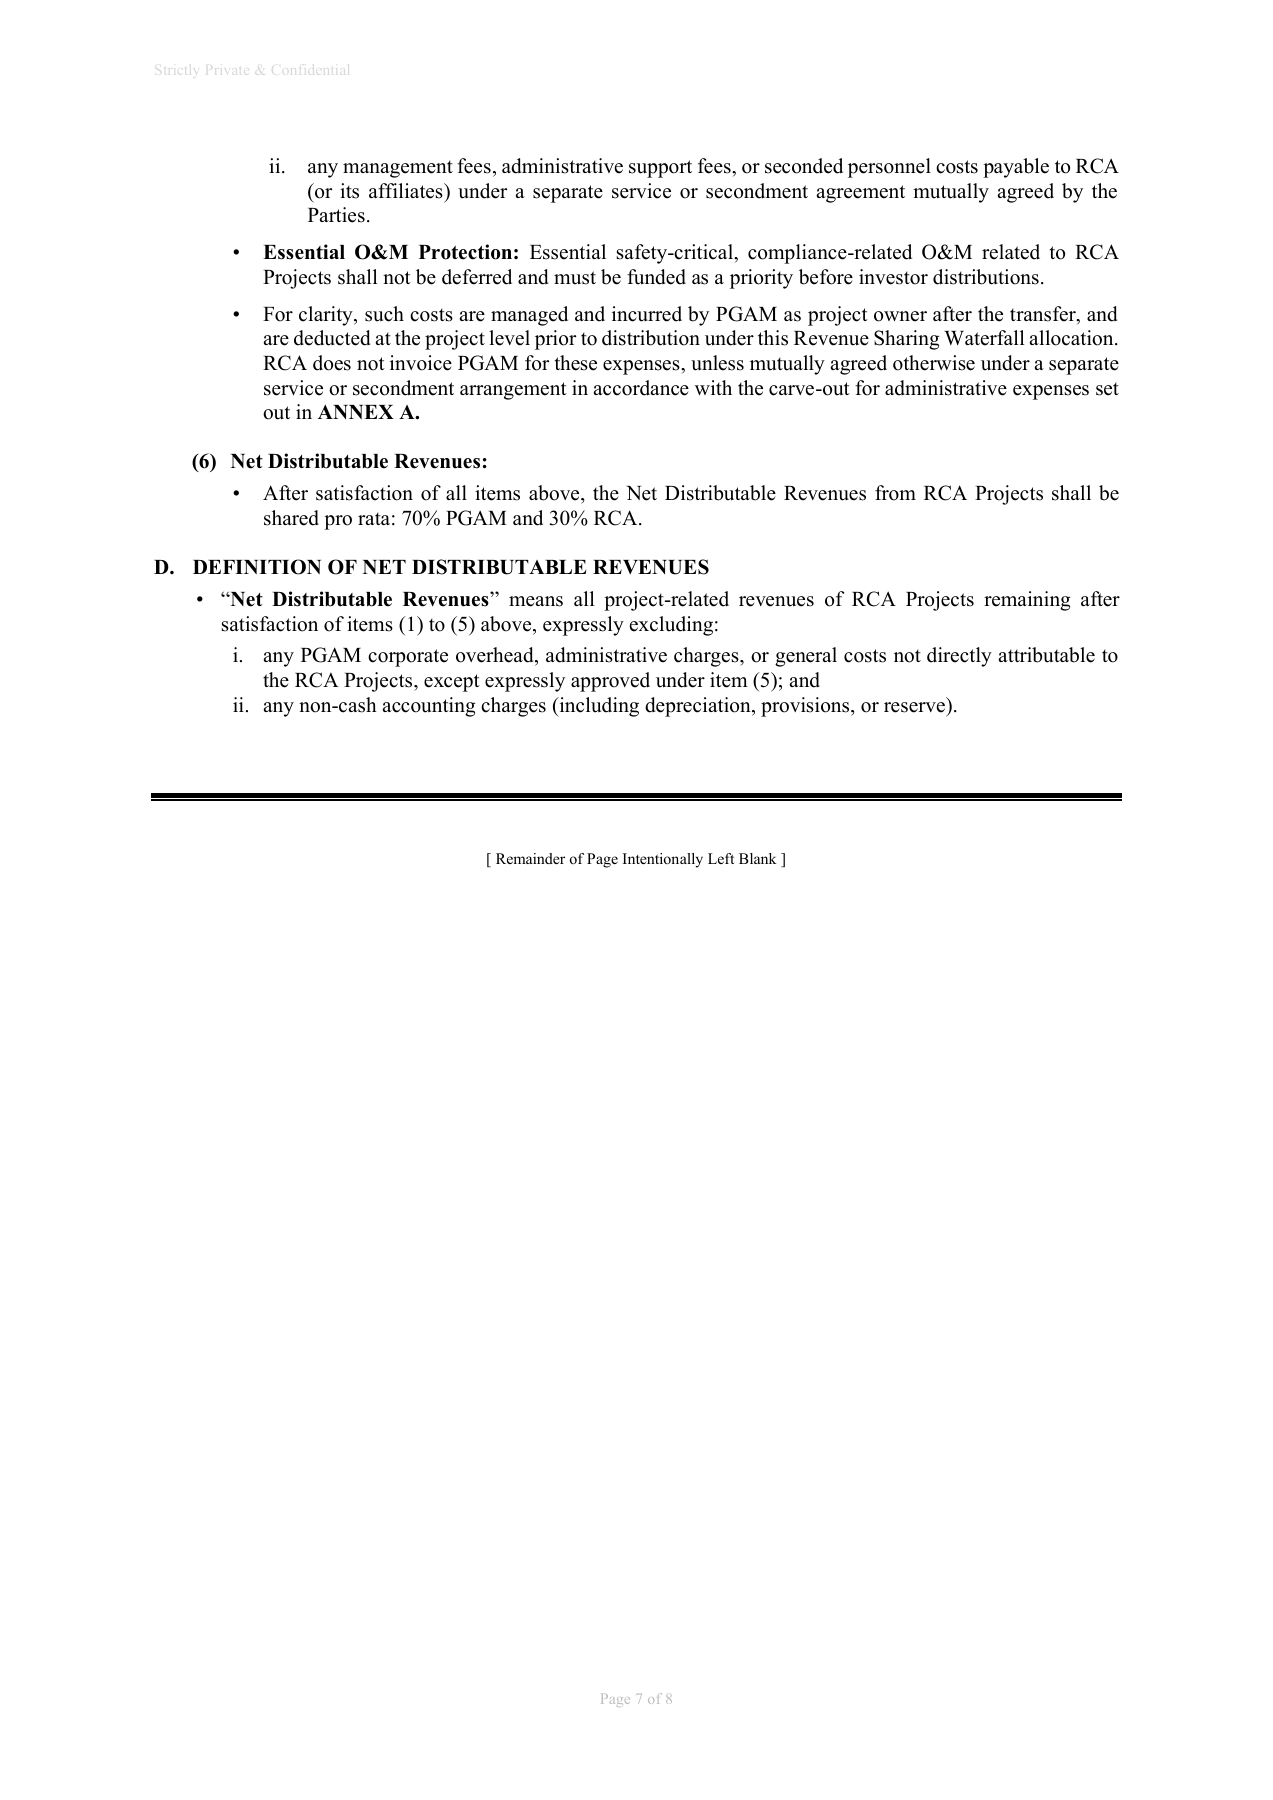 Strictly Private & Confidential
ii. any management fees, administrative support fees, or seconded personnel costs payable to RCA
(or its affiliates) under a separate service or secondment agreement mutually agreed by the
Parties.
• Essential O&M Protection: Essential safety-critical, compliance-related O&M related to RCA
Projects shall not be deferred and must be funded as a priority before investor distributions.
• For clarity, such costs are managed and incurred by PGAM as project owner after the transfer, and
are deducted at the project level prior to distribution under this Revenue Sharing Waterfall allocation.
RCA does not invoice PGAM for these expenses, unless mutually agreed otherwise under a separate
service or secondment arrangement in accordance with the carve-out for administrative expenses set
out in ANNEX A.
(6) Net Distributable Revenues:
• After satisfaction of all items above, the Net Distributable Revenues from RCA Projects shall be
shared pro rata: 70% PGAM and 30% RCA.
D. DEFINITION OF NET DISTRIBUTABLE REVENUES
• “Net Distributable Revenues” means all project-related revenues of RCA Projects remaining after
satisfaction of items (1) to (5) above, expressly excluding:
i. any PGAM corporate overhead, administrative charges, or general costs not directly attributable to
the RCA Projects, except expressly approved under item (5); and
ii. any non-cash accounting charges (including depreciation, provisions, or reserve).
[ Remainder of Page Intentionally Left Blank ]
Page 7 of 8